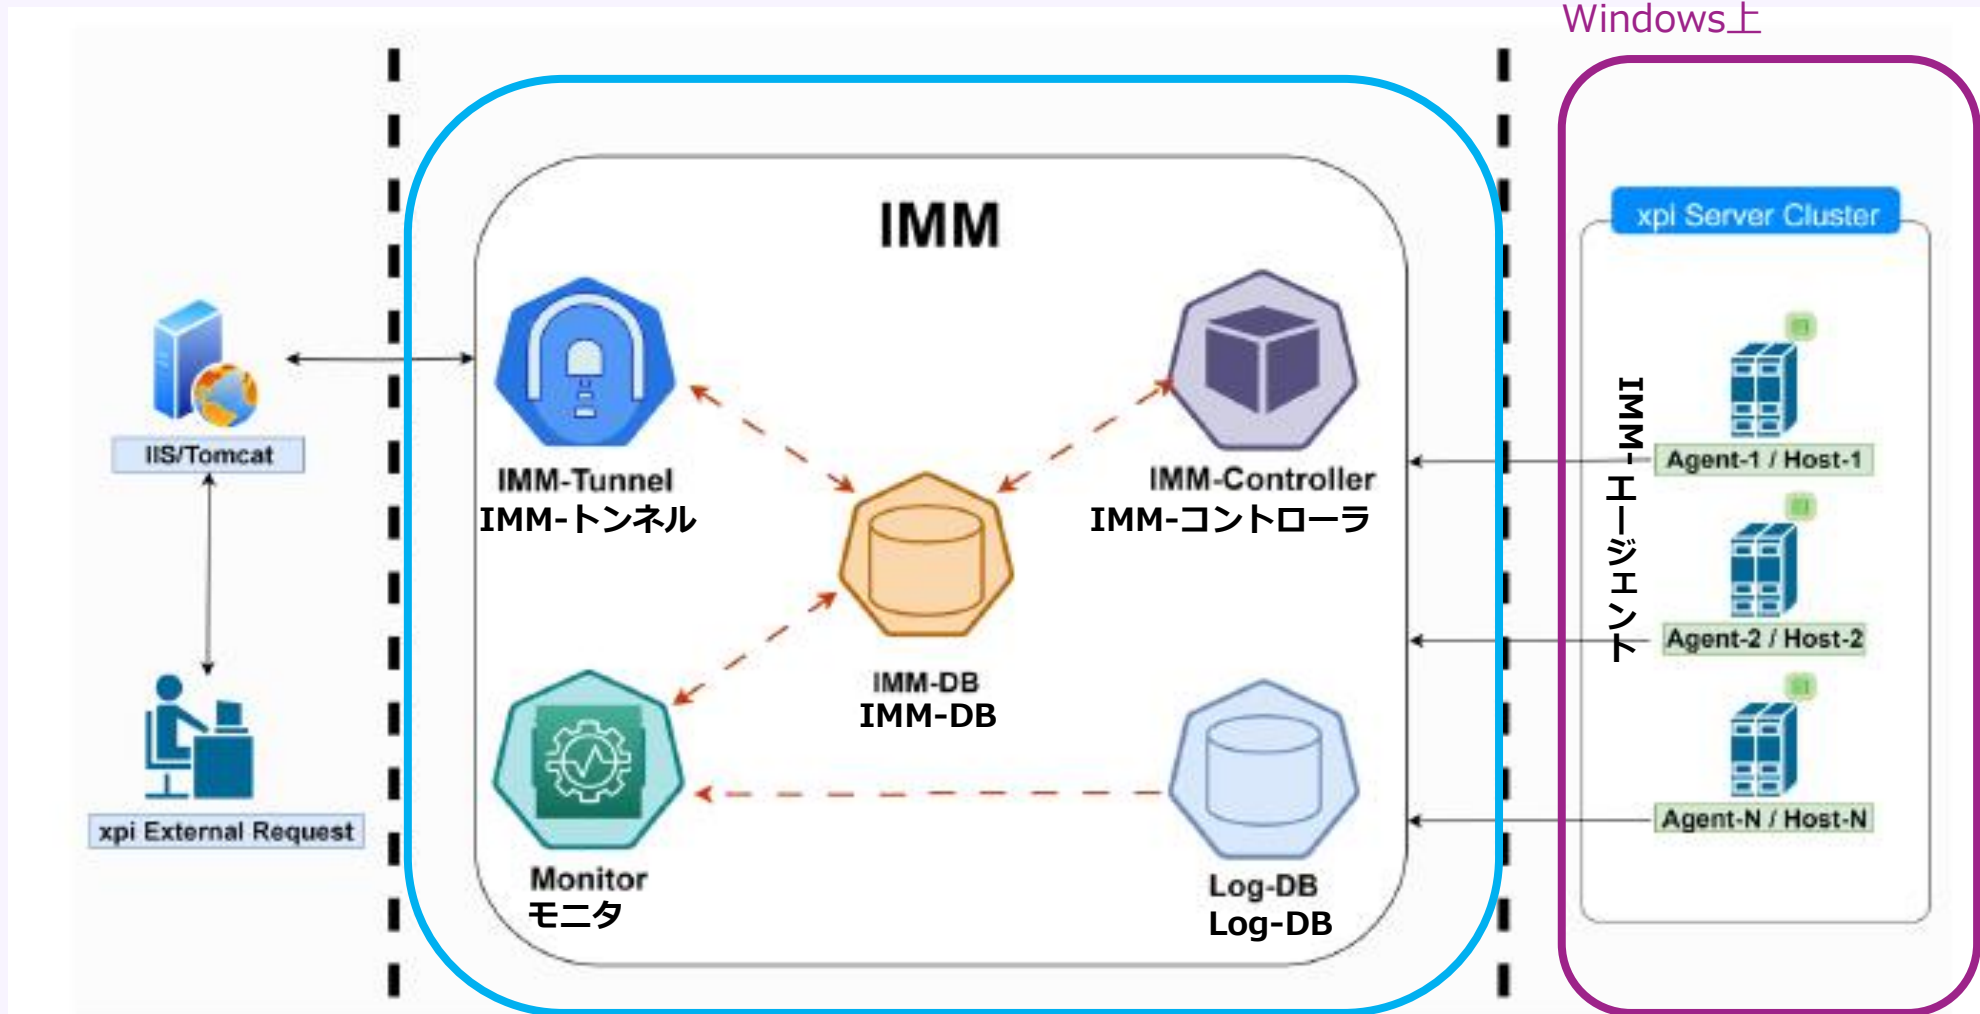 Windows上
IMM
xpi Server Cluster
IIS/Tomcat
IMM-Tunnel
IMM-トンネル
IMM-Controller
IMM-コントローラ
IMM-エージェント
Agent-1 / Host-1
Agent-2 / Host-2
Agent-N / Host-N
IMM-DB
IMM-DB
xpi External Request
Monitor
モニタ
Log-DB
Log-DB